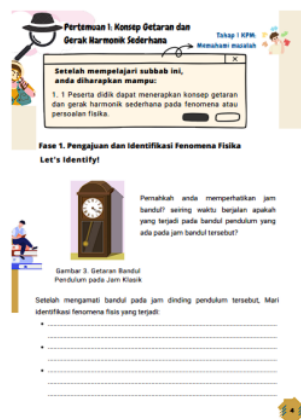 Pertemuan 1: Konsep Getaran dan
Gerak Harmonik Sederhana
Tahap 1 KPM:
Memahami masalah
Setelah mempelajari subbab ini,
anda diharapkan mampu:
1. 1 Peserta didik dapat menerapkan konsep getaran
dan gerak harmonik sederhana pada fenomena atau
persoalan fisika.
Fase 1. Pengajuan dan Identifikasi Fenomena Fisika
Let's Identify!
Pernahkah anda memperhatikan jam
bandul? seiring waktu berjalan apakah
yang terjadi pada bandul pendulum yang
ada pada jam bandul tersebut?
Gambar 3. Getaran Bandul
Pendulum pada Jam Klasik
Setelah mengamati bandul pada jam dinding pendulum tersebut, Mari
identifikasi fenomena fisis yang terjadi:
4